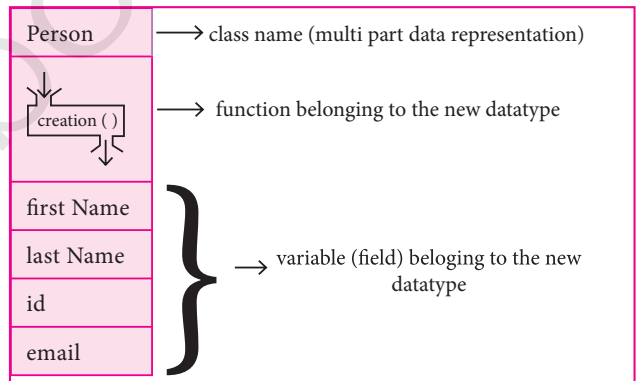 Person
class name (multi part data representation)
creation ( )
function belonging to the new datatype
first Name
last Name
id
email
variable (field) beloging to the new
datatype